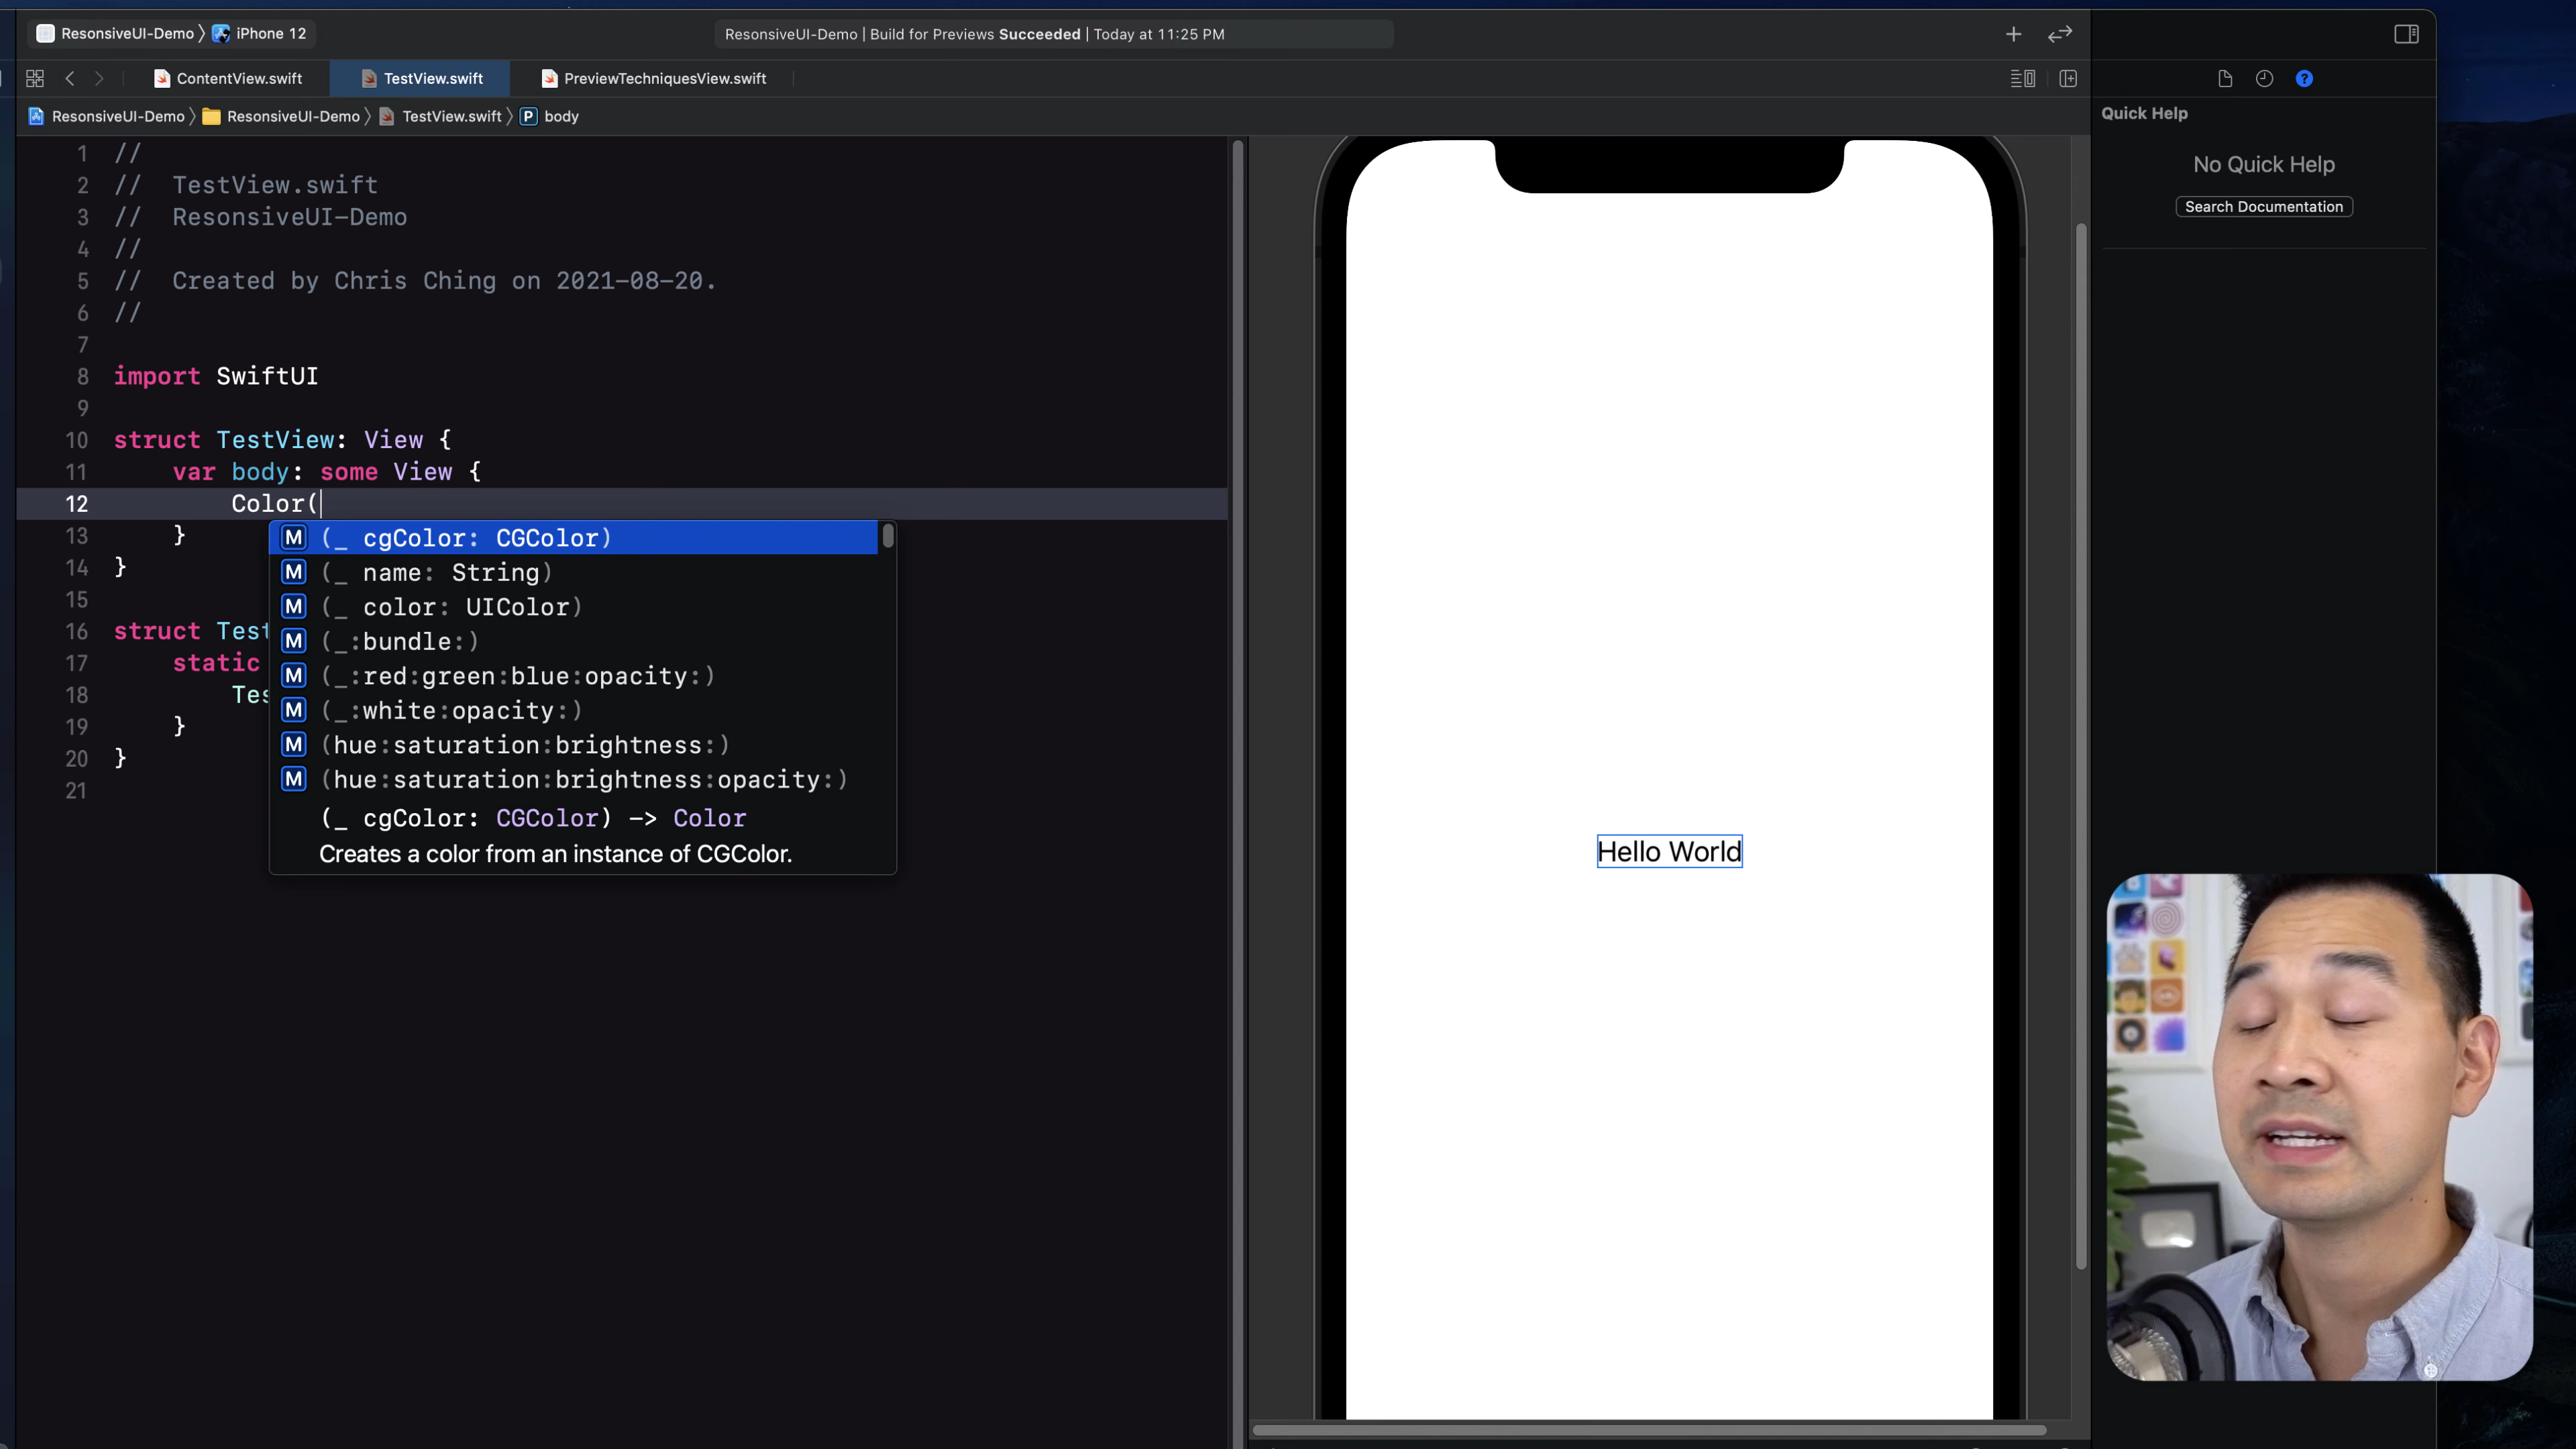 ResonsiveUI-Demo 〉 iPhone 12
ResonsiveUI-Demo | Build for Previews Succeeded | Today at 11:25 PM
ContentView.swift
TestView.swift
PreviewTechniquesView.swift
ResonsiveUI-Demo 〉 ResonsiveUI-Demo 〉 TestView.swift 〉 P body
Quick Help
No Quick Help
Search Documentation
1 //
2 //  TestView.swift
3 //  ResonsiveUI-Demo
4 //
5 //  Created by Chris Ching on 2021-08-20.
6 //
7
8 import SwiftUI
9
10 struct TestView: View {
11     var body: some View {
12         Color(
13     }
14 }
15
16 struct Test
17     static
18         Tes
19     }
20 }
21
M (_ cgColor: CGColor)
M (_ name: String)
M (_ color: UIColor)
M (_:bundle:)
M (_:red:green:blue:opacity:)
M (_:white:opacity:)
M (hue:saturation:brightness:)
M (hue:saturation:brightness:opacity:)
(_ cgColor: CGColor) -> Color
Creates a color from an instance of CGColor.
Hello World